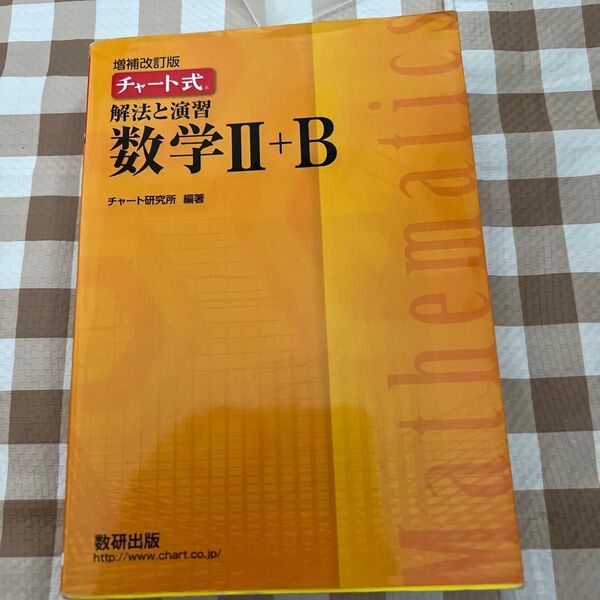 増補改訂版
チャート式®
解法と演習
数学Ⅱ+B
チャート研究所 編著
Mathematics
数研出版
http://www.chart.co.jp/